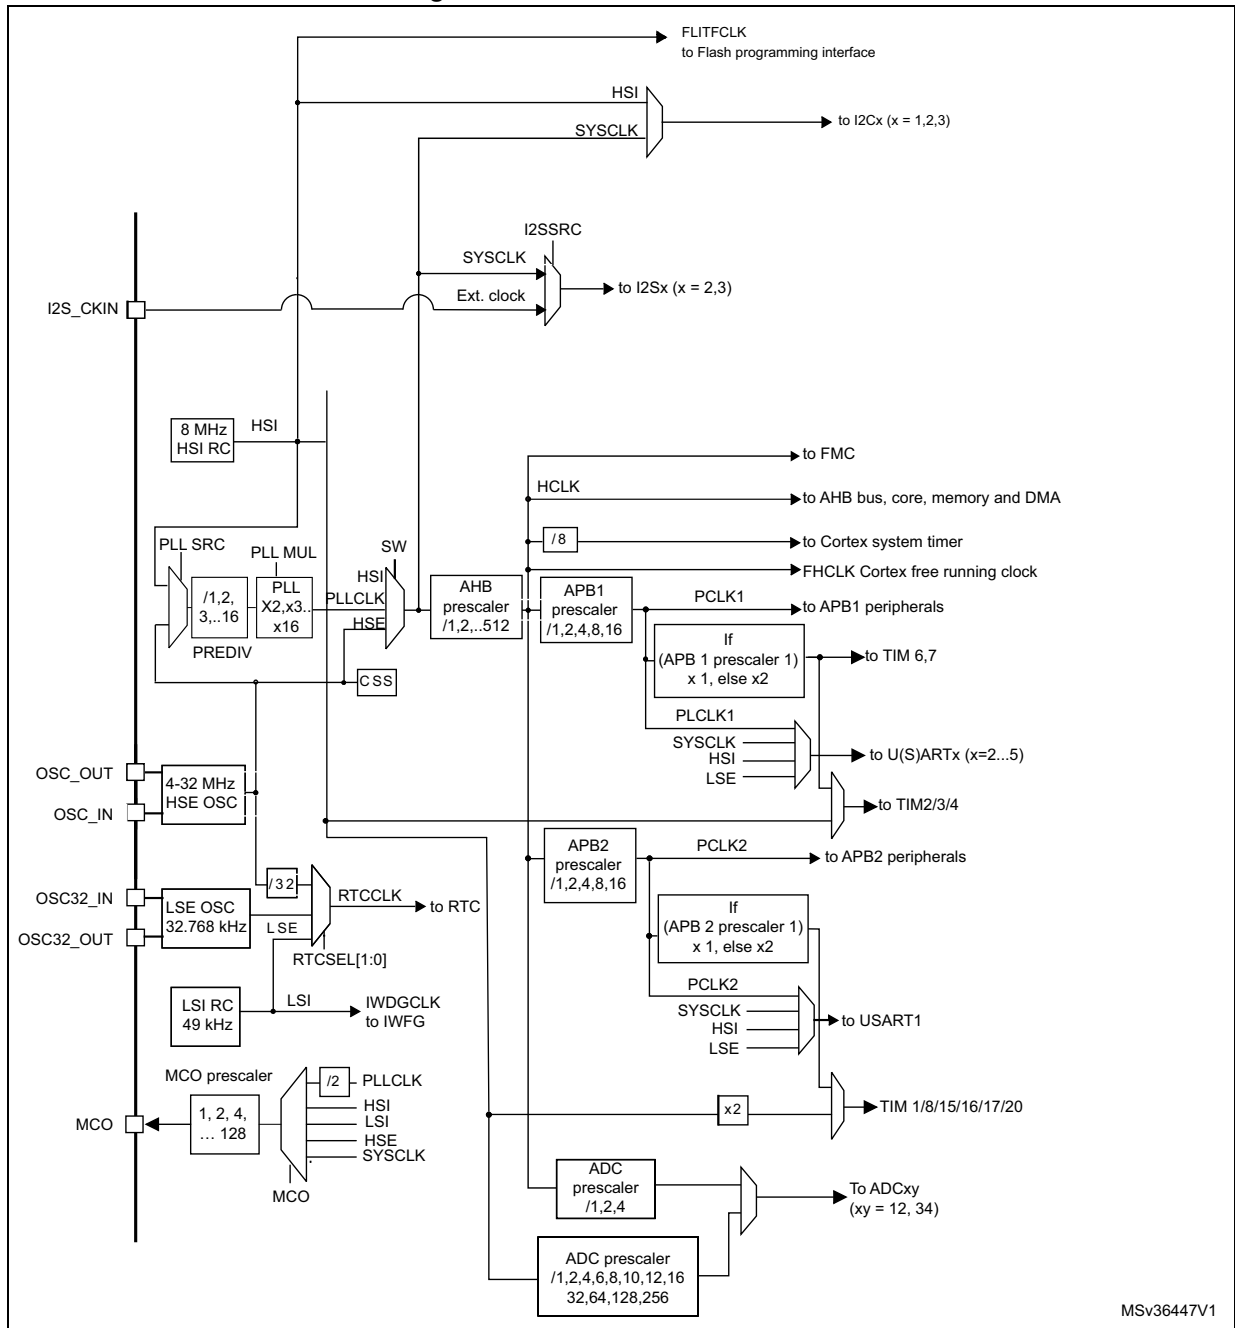 FLITFCLK
to Flash programming interface
HSI
to I2Cx (x = 1,2,3)
SYSCLK
I2SSRC
SYSCLK
to I2Sx (x = 2,3)
Ext. clock
I2S_CKIN
8 MHz
HSI RC
HSI
to FMC
HCLK
to AHB bus, core, memory and DMA
/8
to Cortex system timer
FHCLK Cortex free running clock
PLL SRC
PLL MUL
SW
/1,2,
3,..16
PREDIV
PLL
X2,x3..
x16
HSI
PLLCLK
HSE
AHB
prescaler
/1,2,..512
APB1
prescaler
/1,2,4,8,16
PCLK1
to APB1 peripherals
If
(APB 1 prescaler 1)
x 1, else x2
to TIM 6,7
CSS
PLCLK1
SYSCLK
HSI
LSE
to U(S)ARTx (x=2...5)
OSC_OUT
OSC_IN
4-32 MHz
HSE OSC
to TIM2/3/4
APB2
prescaler
/1,2,4,8,16
PCLK2
to APB2 peripherals
/32
OSC32_IN
OSC32_OUT
LSE OSC
32.768 kHz
LSE
RTCCLK
to RTC
RTCSEL[1:0]
If
(APB 2 prescaler 1)
x 1, else x2
LSI RC
49 kHz
LSI
IWDGCLK
to IWFG
PCLK2
SYSCLK
HSI
LSE
to USART1
MCO prescaler
/2
PLLCLK
HSI
LSI
HSE
SYSCLK
1, 2, 4,
... 128
MCO
MCO
x2
TIM 1/8/15/16/17/20
ADC
prescaler
/1,2,4
To ADCxy
(xy = 12, 34)
ADC prescaler
/1,2,4,6,8,10,12,16
32,64,128,256
MSv36447V1